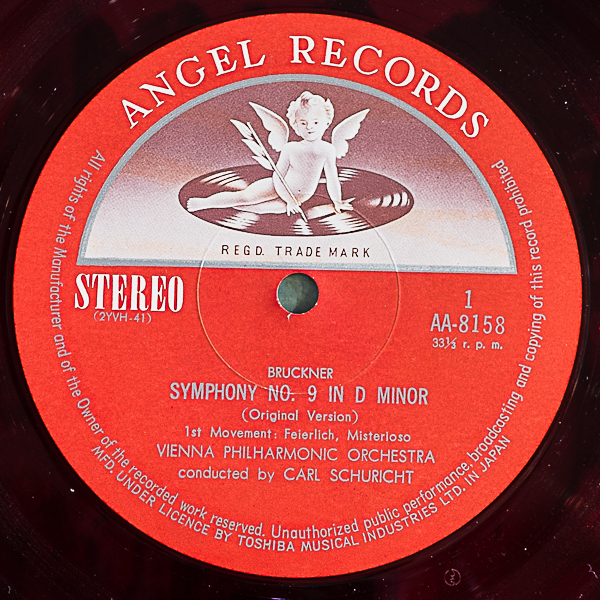 ANGEL RECORDS
REGD. TRADE MARK
STEREO
(2YVH-41)
1
AA-8158
33⅓ r. p. m.
BRUCKNER
SYMPHONY NO. 9 IN D MINOR
(Original Version)
1st Movement: Feierlich, Misterioso
VIENNA PHILHARMONIC ORCHESTRA
conducted by CARL SCHURICHT
All rights of the Manufacturer and of the Owner of the recorded work reserved. Unauthorized public performance, broadcasting and copying of this record prohibited
MFD. UNDER LICENCE BY TOSHIBA MUSICAL INDUSTRIES LTD. IN JAPAN